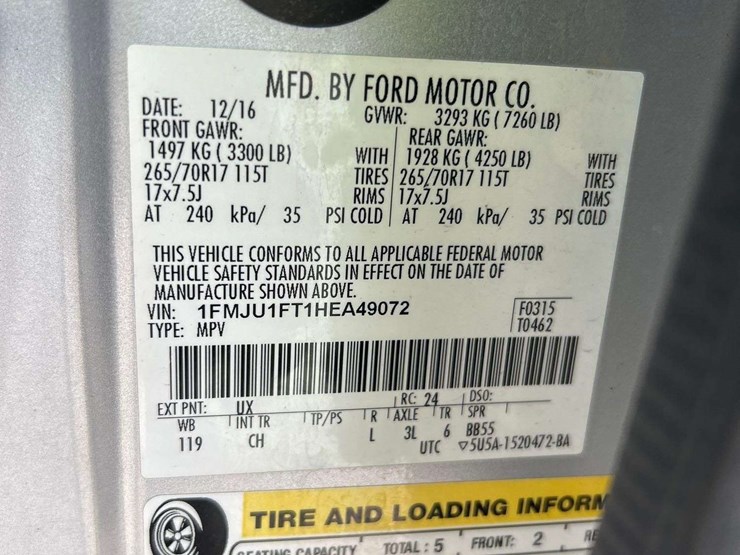 MFD. BY FORD MOTOR CO.
DATE: 12/16 GVWR: 3293 KG ( 7260 LB)
FRONT GAWR: REAR GAWR:
1497 KG ( 3300 LB) WITH 1928 KG ( 4250 LB) WITH
265/70R17 115T TIRES 265/70R17 115T TIRES
17x7.5J RIMS 17x7.5J RIMS
AT 240 kPa/ 35 PSI COLD AT 240 kPa/ 35 PSI COLD
THIS VEHICLE CONFORMS TO ALL APPLICABLE FEDERAL MOTOR
VEHICLE SAFETY STANDARDS IN EFFECT ON THE DATE OF
MANUFACTURE SHOWN ABOVE.
VIN: 1FMJU1FT1HEA49072 F0315
TYPE: MPV T0462
EXT PNT: UX RC: 24 DSO:
WB INT TR TP/PS R AXLE TR SPR
119 CH L 3L 6 BB55
UTC ▽5U5A-1520472-BA
TIRE AND LOADING INFORM
SEATING CAPACITY TOTAL : 5 FRONT: 2 RE